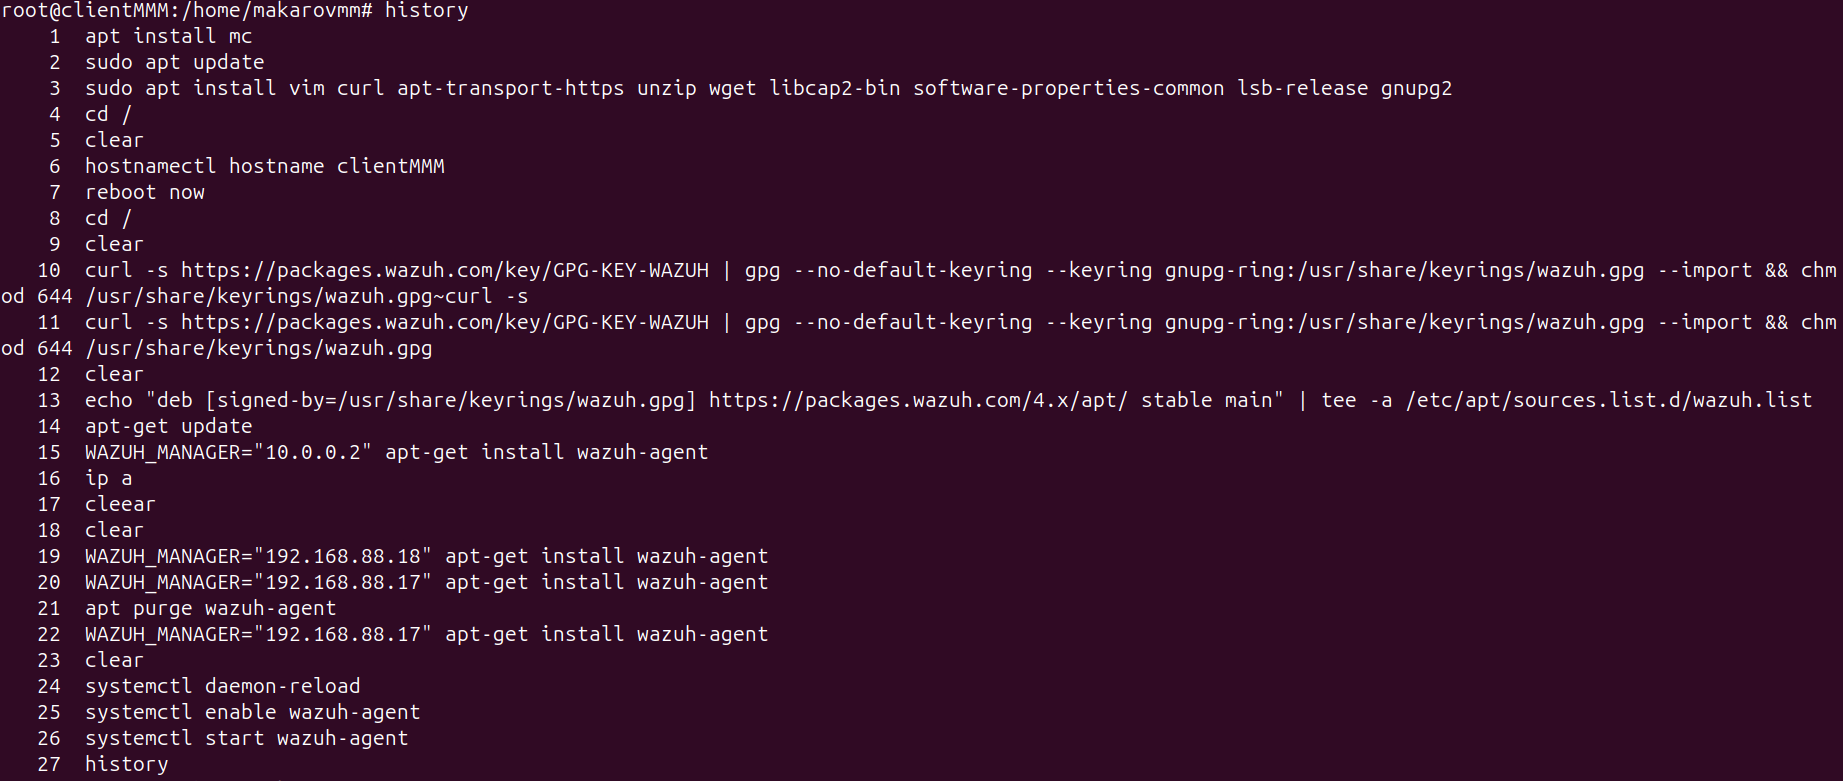 root@clientMMM:/home/makarovmm# history
    1  apt install mc
    2  sudo apt update
    3  sudo apt install vim curl apt-transport-https unzip wget libcap2-bin software-properties-common lsb-release gnupg2
    4  cd /
    5  clear
    6  hostnamectl hostname clientMMM
    7  reboot now
    8  cd /
    9  clear
   10  curl -s https://packages.wazuh.com/key/GPG-KEY-WAZUH | gpg --no-default-keyring --keyring gnupg-ring:/usr/share/keyrings/wazuh.gpg --import && chm
od 644 /usr/share/keyrings/wazuh.gpg~curl -s
   11  curl -s https://packages.wazuh.com/key/GPG-KEY-WAZUH | gpg --no-default-keyring --keyring gnupg-ring:/usr/share/keyrings/wazuh.gpg --import && chm
od 644 /usr/share/keyrings/wazuh.gpg
   12  clear
   13  echo "deb [signed-by=/usr/share/keyrings/wazuh.gpg] https://packages.wazuh.com/4.x/apt/ stable main" | tee -a /etc/apt/sources.list.d/wazuh.list
   14  apt-get update
   15  WAZUH_MANAGER="10.0.0.2" apt-get install wazuh-agent
   16  ip a
   17  cleear
   18  clear
   19  WAZUH_MANAGER="192.168.88.18" apt-get install wazuh-agent
   20  WAZUH_MANAGER="192.168.88.17" apt-get install wazuh-agent
   21  apt purge wazuh-agent
   22  WAZUH_MANAGER="192.168.88.17" apt-get install wazuh-agent
   23  clear
   24  systemctl daemon-reload
   25  systemctl enable wazuh-agent
   26  systemctl start wazuh-agent
   27  history